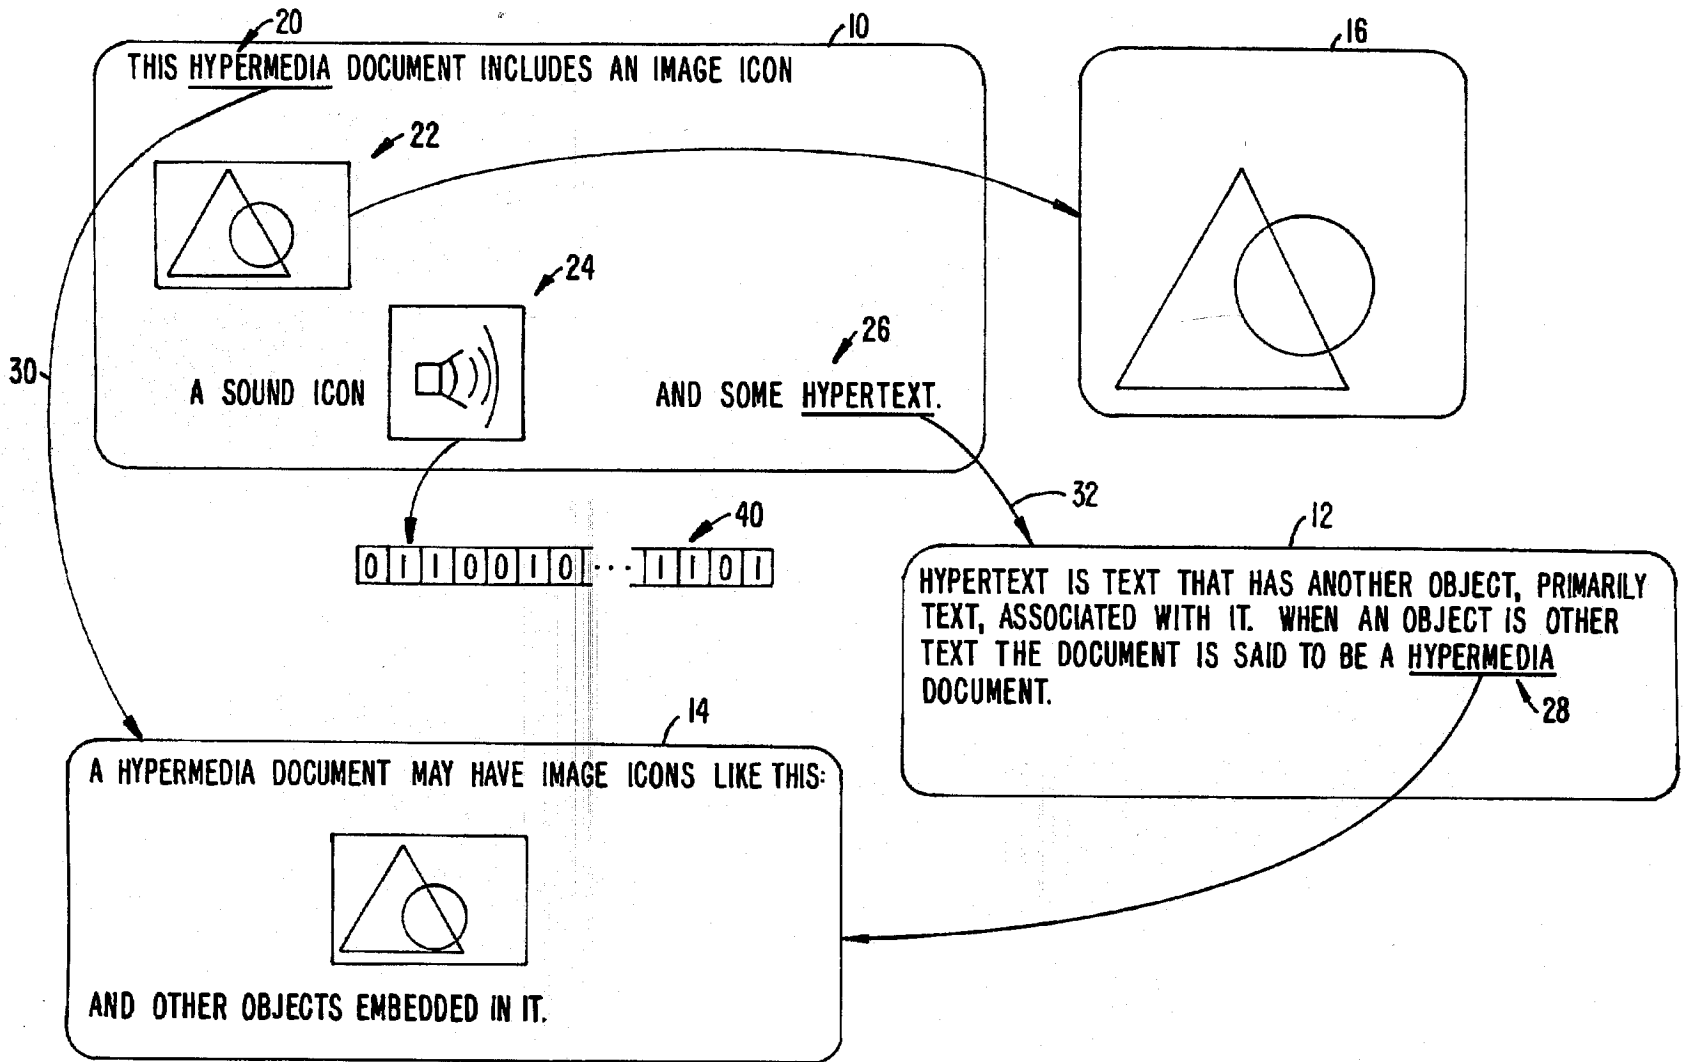 20
10
16
THIS HYPERMEDIA DOCUMENT INCLUDES AN IMAGE ICON
22
24
26
30
A SOUND ICON
AND SOME HYPERTEXT.
32
40
0 1 1 0 0 1 0 ... 1 1 0 1
12
HYPERTEXT IS TEXT THAT HAS ANOTHER OBJECT, PRIMARILY
TEXT, ASSOCIATED WITH IT. WHEN AN OBJECT IS OTHER
TEXT THE DOCUMENT IS SAID TO BE A HYPERMEDIA
DOCUMENT.
28
14
A HYPERMEDIA DOCUMENT MAY HAVE IMAGE ICONS LIKE THIS:
AND OTHER OBJECTS EMBEDDED IN IT.